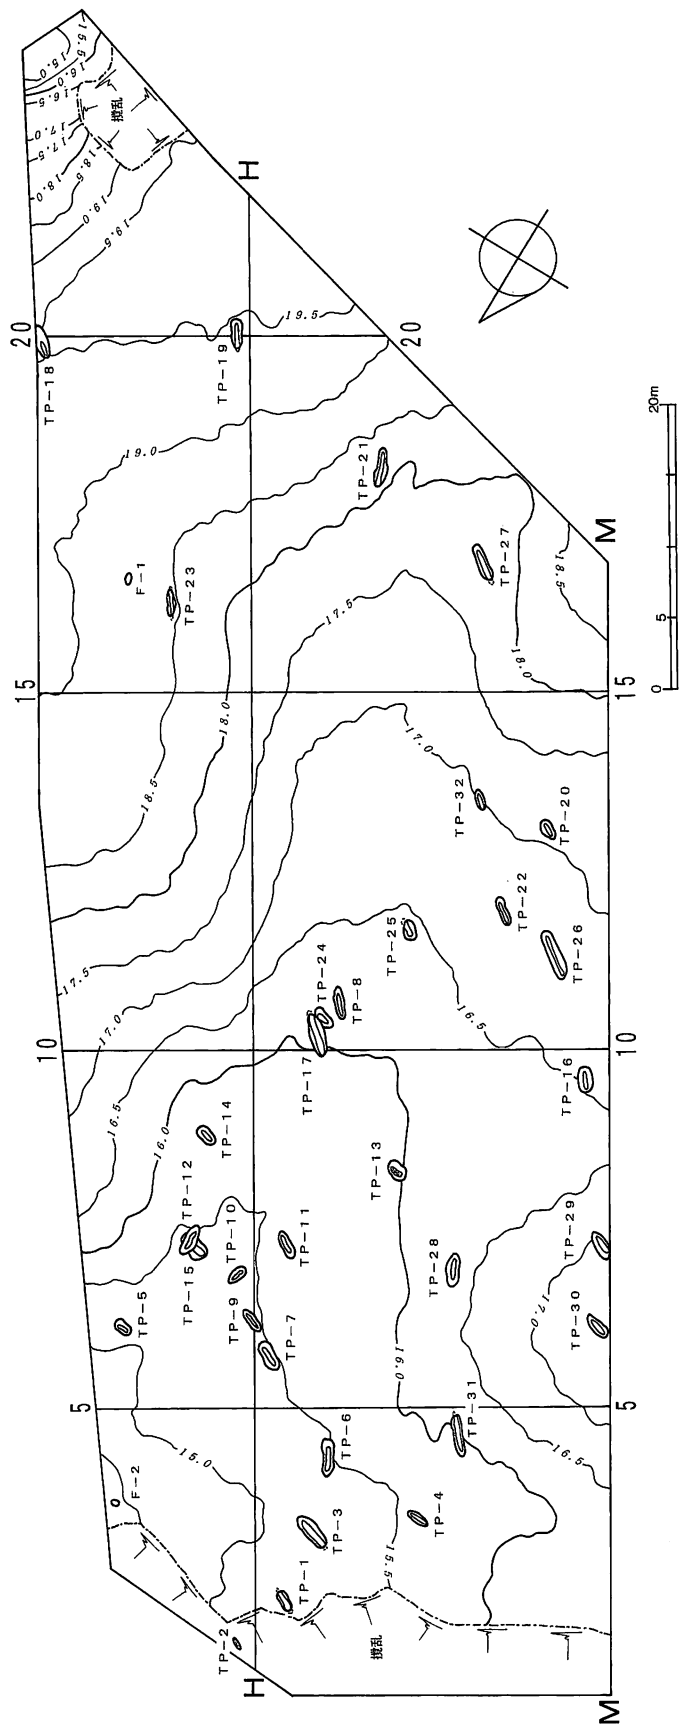 15.5
15.0
16.0
16.5
17.0
17.5
18.0
18.5
19.0
19.5
攪乱
H
20
TP-18
TP-19
19.5
20
19.0
TP-21
20m
F-1
TP-23
TP-27
M
18.5
17.5
5
15
18.0
18.0
0
15
18.5
17.0
TP-32
TP-20
TP-22
TP-25
TP-26
17.5
TP-24
TP-8
17.0
16.5
10
TP-17
10
16.5
TP-16
16.0
TP-14
TP-13
TP-12
TP-10
TP-11
TP-29
TP-15
TP-28
TP-5
TP-9
17.0
TP-30
TP-7
16.0
5
5
TP-31
TP-6
15.0
16.5
F-2
TP-3
TP-4
15.5
TP-1
TP-2
攪乱
H
M